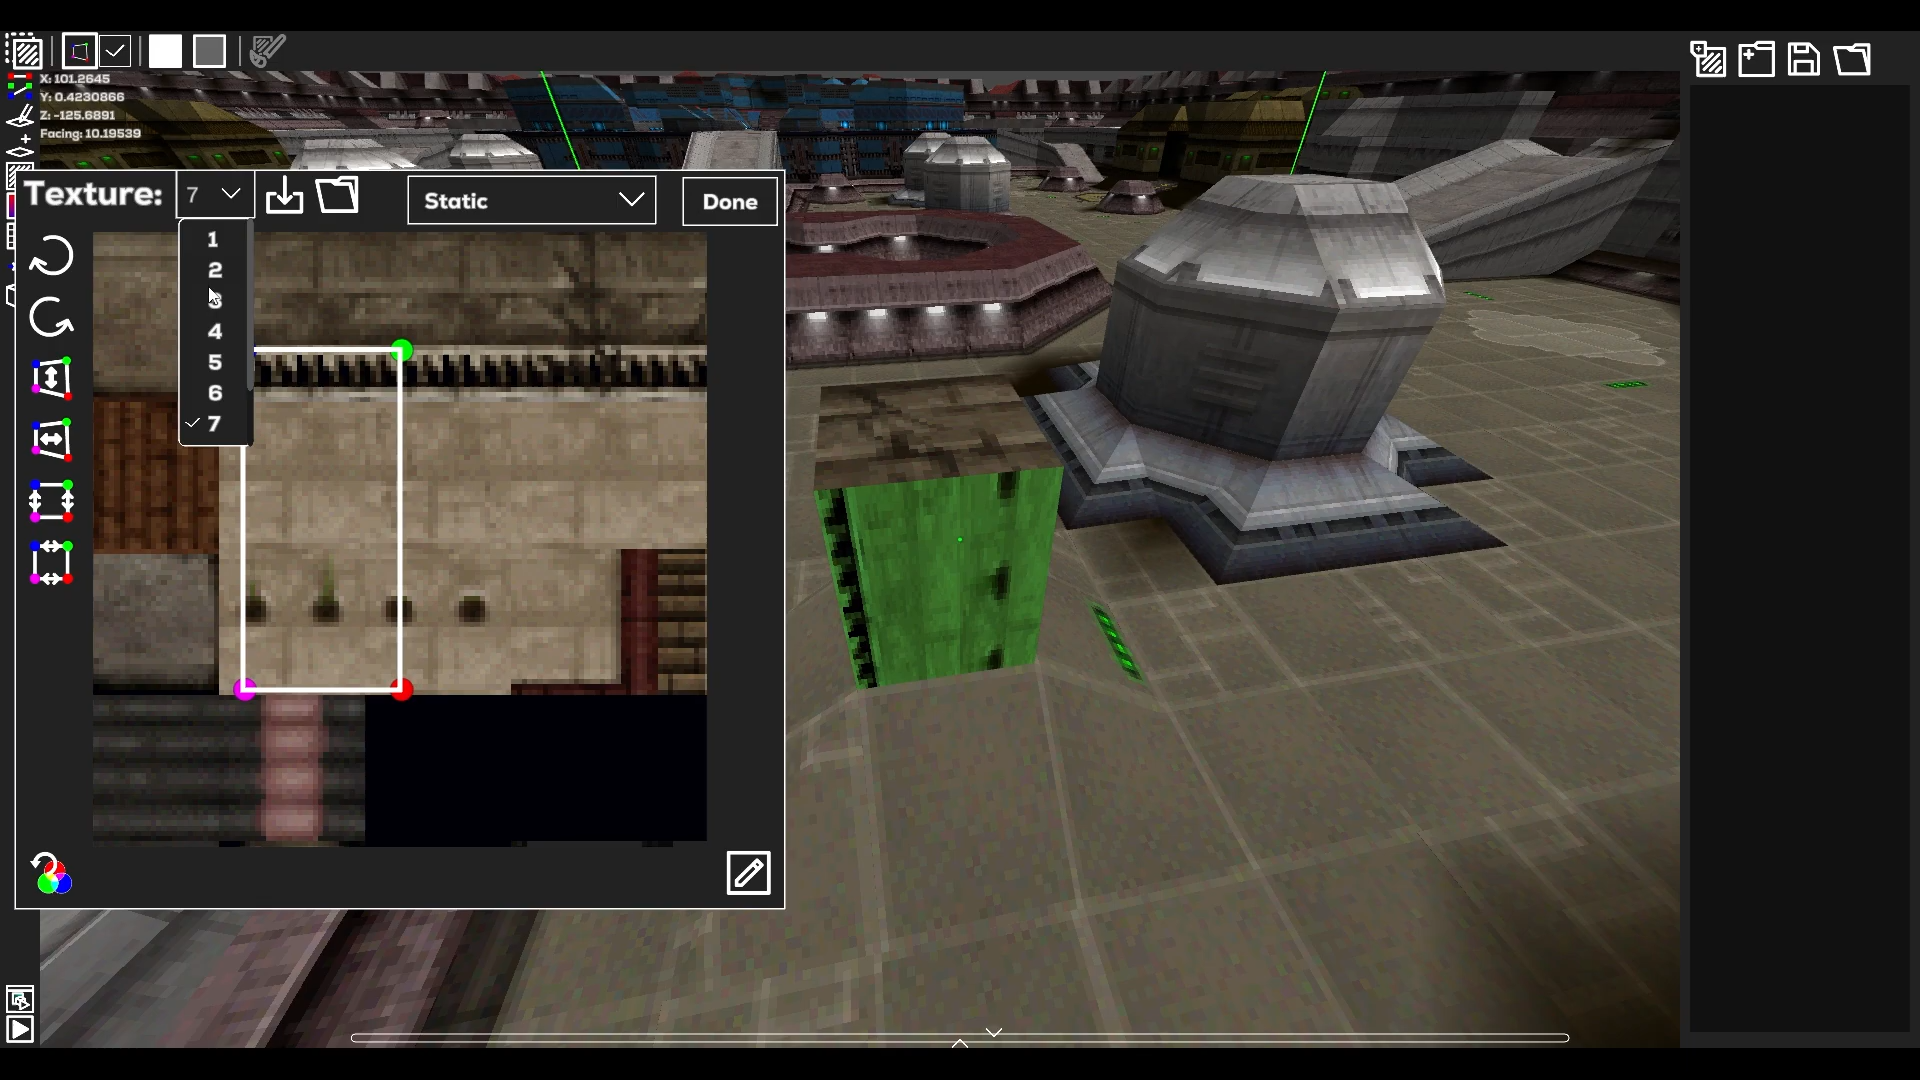 X: 101.2645
Y: 0.4230866
Z: -125.6891
Facing: 10.19539
Texture: 7
Static
Done
1
2
3
4
5
6
7